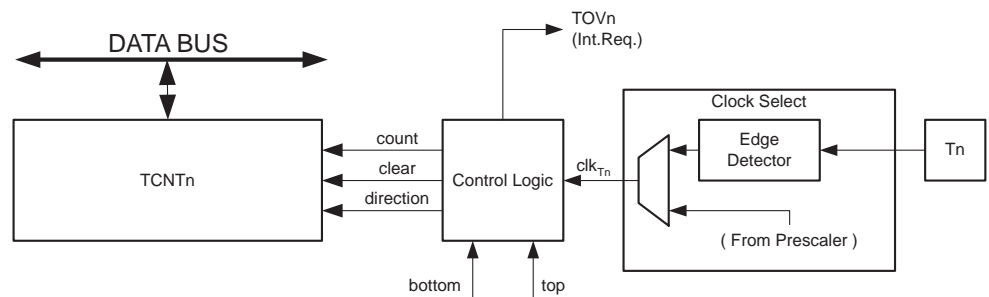 TOVn
(Int.Req.)
DATA BUS
Clock Select
count
Edge
Detector
Tn
TCNTn
clear
Control Logic
clkTn
direction
( From Prescaler )
bottom
top